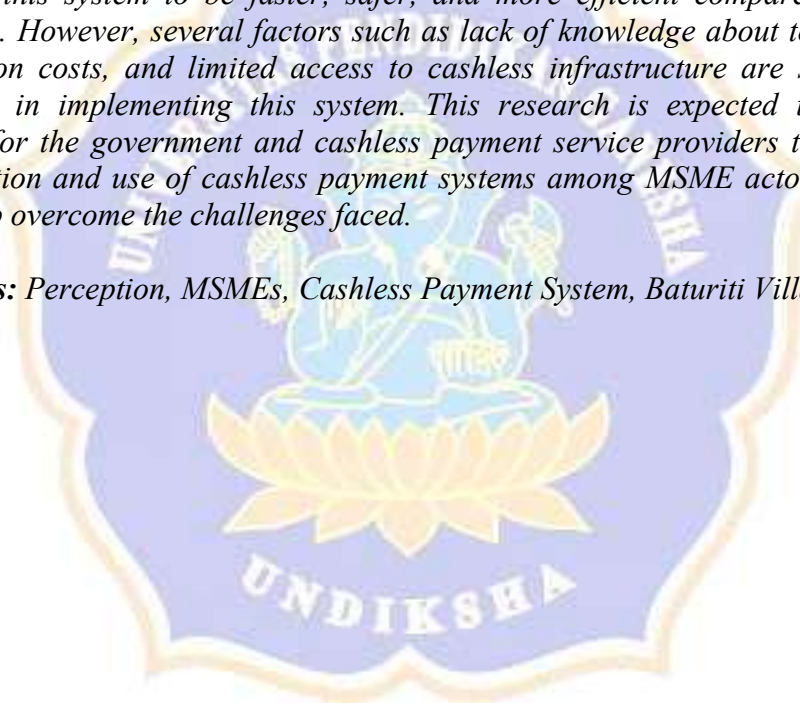 this system to be faster, safer, and more efficient compare
. However, several factors such as lack of knowledge about te
on costs, and limited access to cashless infrastructure are s
in implementing this system. This research is expected i
for the government and cashless payment service providers t
tion and use of cashless payment systems among MSME acto
o overcome the challenges faced.
s: Perception, MSMEs, Cashless Payment System, Baturiti Vill
UNDIKSHA